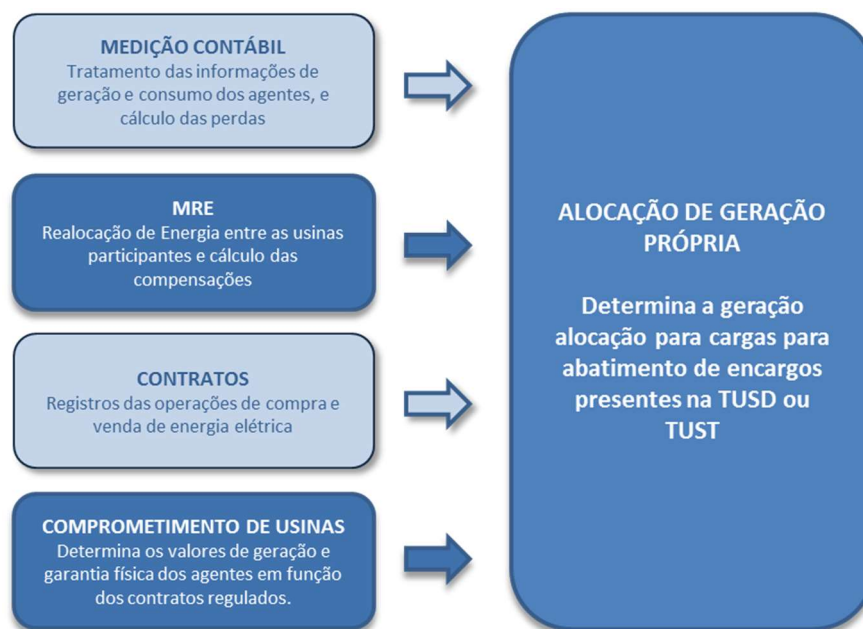 MEDIÇÃO CONTÁBIL
Tratamento das informações de
geração e consumo dos agentes, e
cálculo das perdas
MRE
Realocação de Energia entre as usinas
participantes e cálculo das
compensações
CONTRATOS
Registros das operações de compra e
venda de energia elétrica
COMPROMETIMENTO DE USINAS
Determina os valores de geração e
garantia física dos agentes em função
dos contratos regulados.
ALOCAÇÃO DE GERAÇÃO
PRÓPRIA
Determina a geração
alocação para cargas para
abatimento de encargos
presentes na TUSD ou
TUST